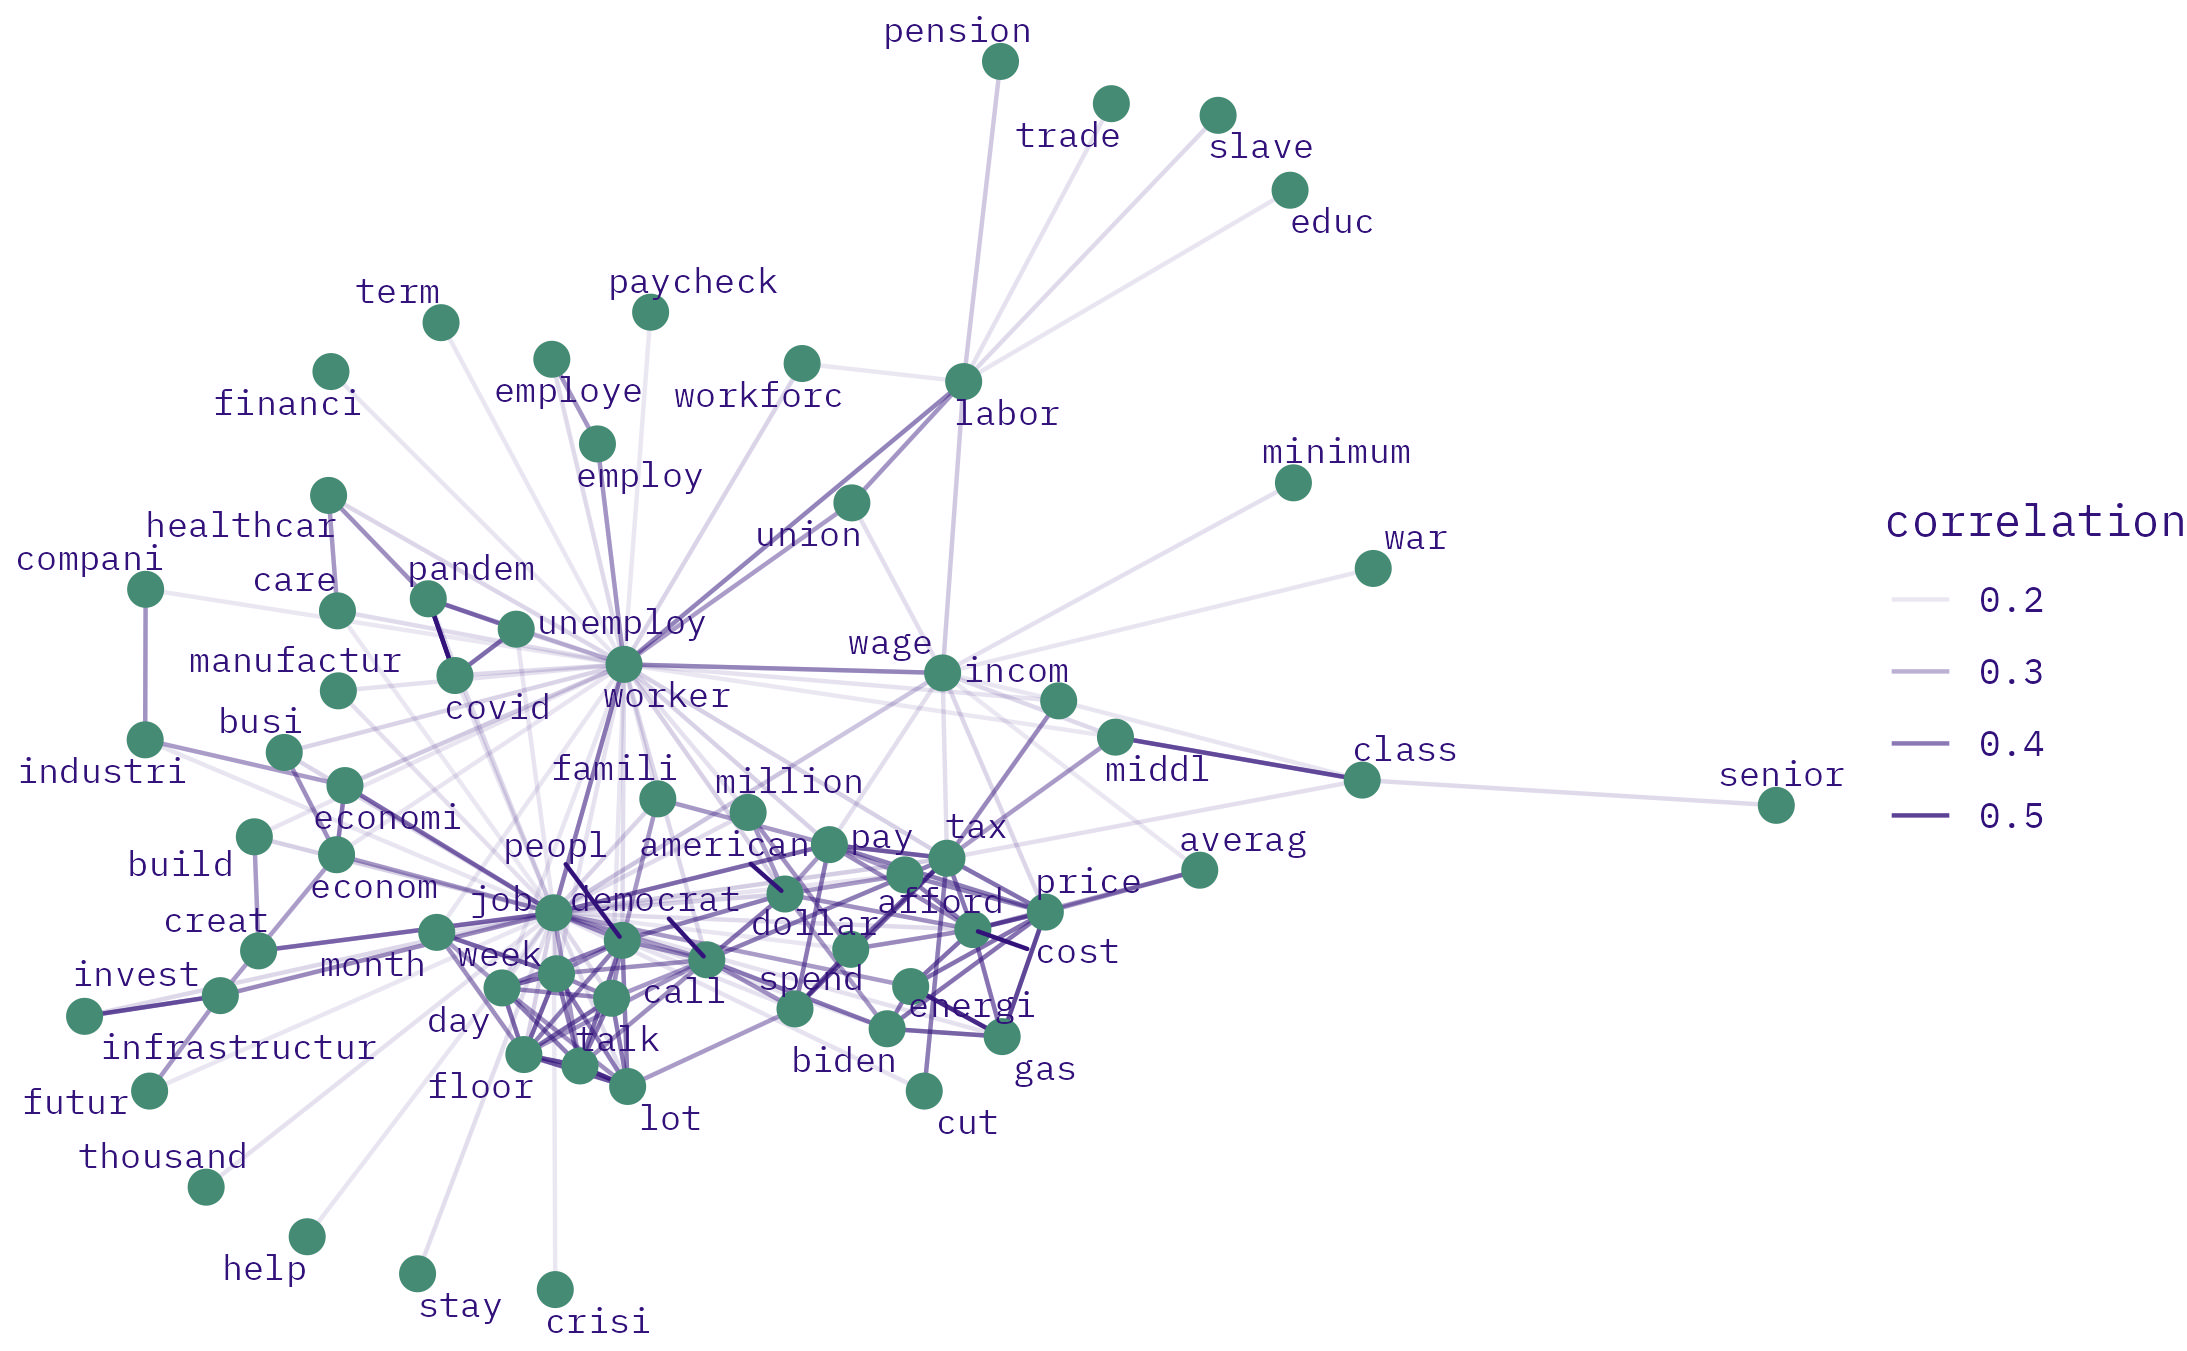 pension
trade
slave
educ
term
paycheck
financi
employe
workforc
labor
employ
minimum
healthcar
union
war
compani
care
pandem
unemploy
wage
incom
manufactur
covid
worker
busi
industri
famili
million
middl
class
senior
economi
build
peopl
american
pay
tax
averag
econom
creat
job
democrat
dollar
afford
price
month
week
cost
invest
call
spend
energi
day
talk
infrastructur
floor
biden
gas
futur
lot
cut
thousand
help
stay
crisi
correlation
0.2
0.3
0.4
0.5